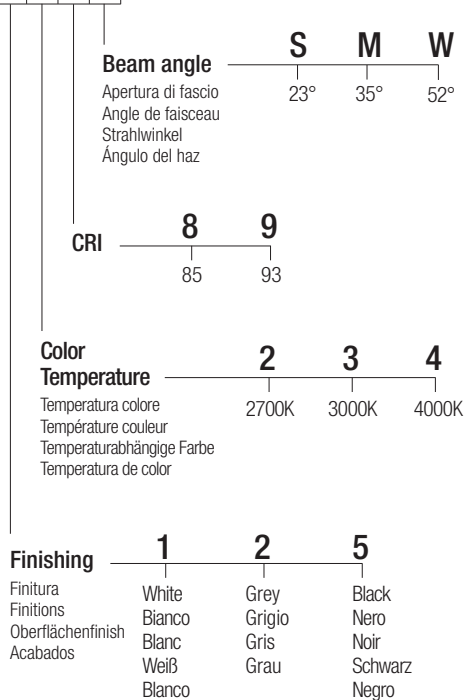 S M W
Beam angle
23° 35° 52°
Apertura di fascio
Angle de faisceau
Strahlwinkel
Ángulo del haz
8 9
CRI
85 93
Color
Temperature
2 3 4
2700K 3000K 4000K
Temperatura colore
Température couleur
Temperaturabhängige Farbe
Temperatura de color
1 2 5
Finishing
Finitura
Finitions
Oberflächenfinish
Acabados
White Grey Black
Bianco Grigio Nero
Blanc Gris Noir
Weiß Grau Schwarz
Blanco Negro